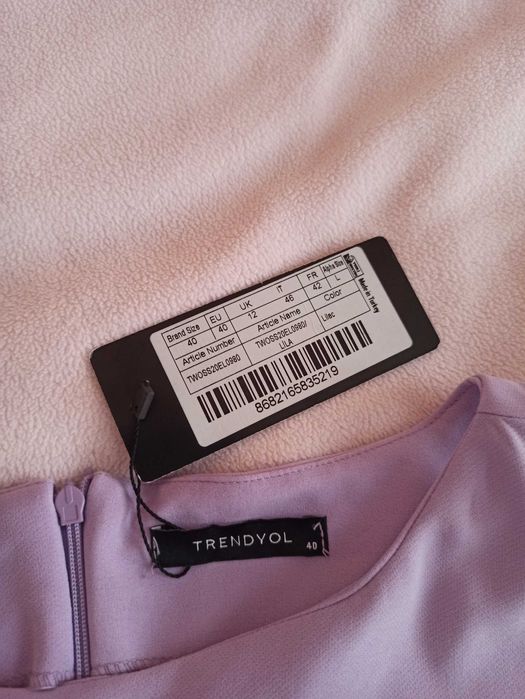 Brand Size EU UK IT FR Alpha Size
40 40 12 46 42 L
Article Number Article Name Color
TWOSS20EL0980 TWOSS20EL0980/ Lilac
LILA
8682165835219
Made in Turkey
TRENDYOL
40